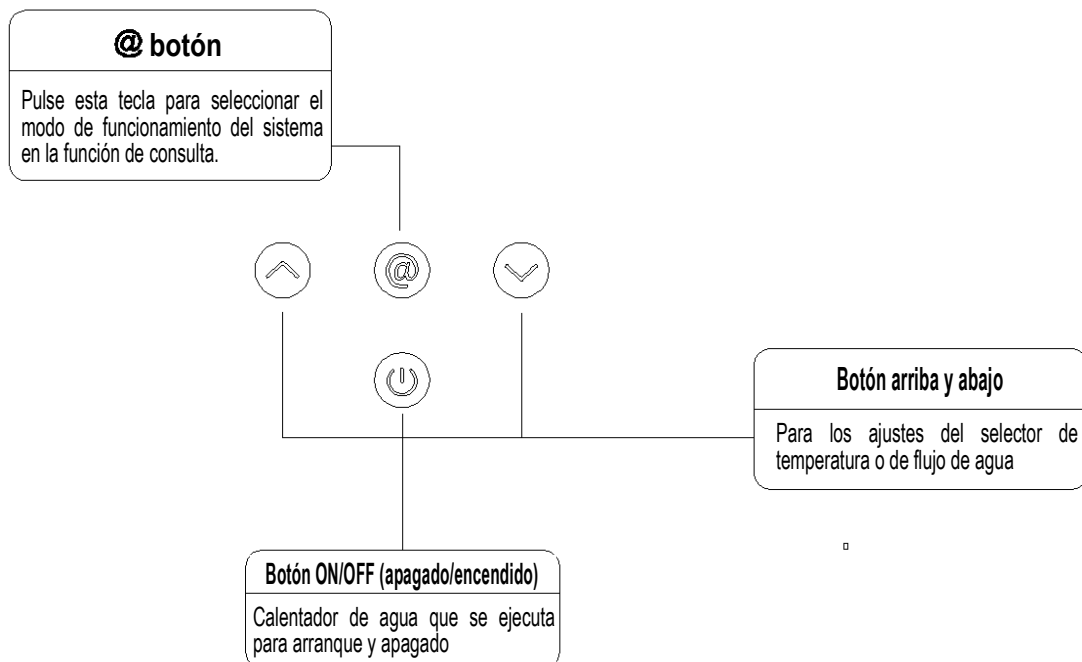 @ botón
Pulse esta tecla para seleccionar el
modo de funcionamiento del sistema
en la función de consulta.
@
Botón arriba y abajo
Para los ajustes del selector de
temperatura o de flujo de agua
Botón ON/OFF (apagado/encendido)
Calentador de agua que se ejecuta
para arranque y apagado